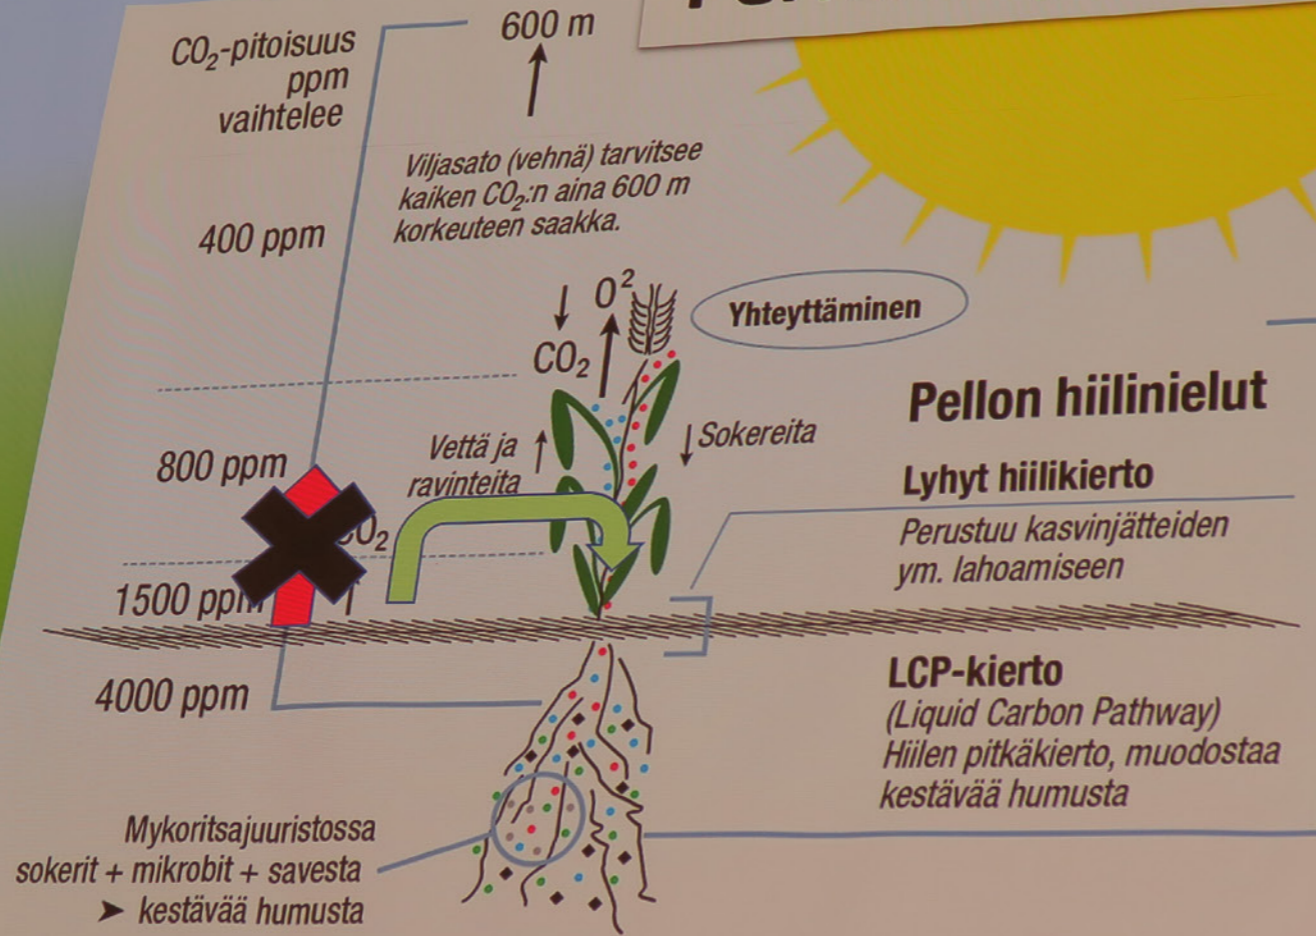 CO₂-pitoisuus
ppm
vaihtelee
600 m
Viljasato (vehnä) tarvitsee
kaiken CO₂:n aina 600 m
korkeuteen saakka.
400 ppm
O²
CO₂
Yhteyttäminen
Pellon hiilinielut
800 ppm
Vettä ja
ravinteita
Sokereita
Lyhyt hiilikierto
Perustuu kasvinjätteiden
ym. lahoamiseen
CO₂
1500 ppm
4000 ppm
LCP-kierto
(Liquid Carbon Pathway)
Hiilen pitkäkierto, muodostaa
kestävää humusta
Mykoritsajuuristossa
sokerit + mikrobit + savesta
➤ kestävää humusta